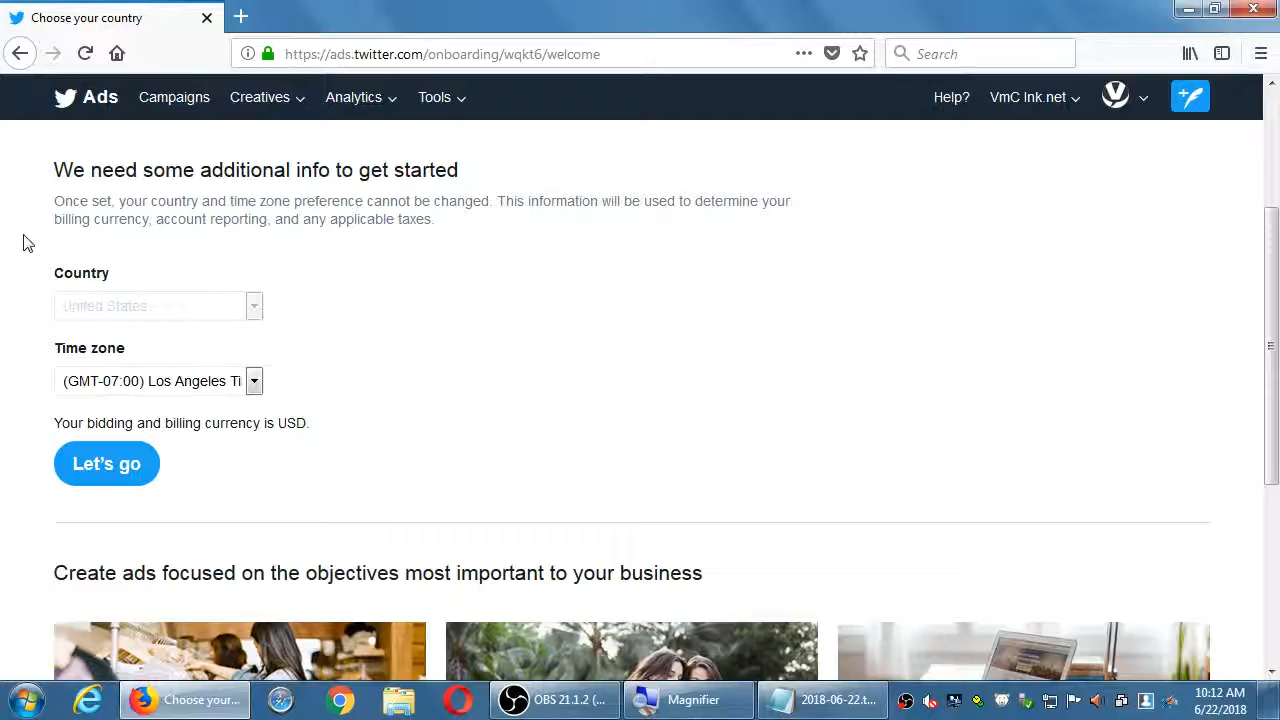 Choose your country
https://ads.twitter.com/onboarding/wqkt6/welcome
Search
Ads
Campaigns
Creatives
Analytics
Tools
Help?
VmC Ink.net
We need some additional info to get started
Once set, your country and time zone preference cannot be changed. This information will be used to determine your
billing currency, account reporting, and any applicable taxes.
Country
United States
Time zone
(GMT-07:00) Los Angeles Ti
Your bidding and billing currency is USD.
Let's go
Create ads focused on the objectives most important to your business
Choose your...
OBS 21.1.2 (...
Magnifier
2018-06-22.t...
10:12 AM
6/22/2018